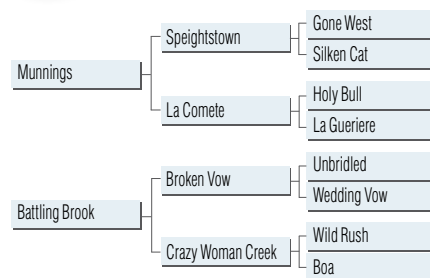 Gone West
Speightstown
Silken Cat
Munnings
Holy Bull
La Comete
La Gueriere
Unbridled
Broken Vow
Wedding Vow
Battling Brook
Wild Rush
Crazy Woman Creek
Boa